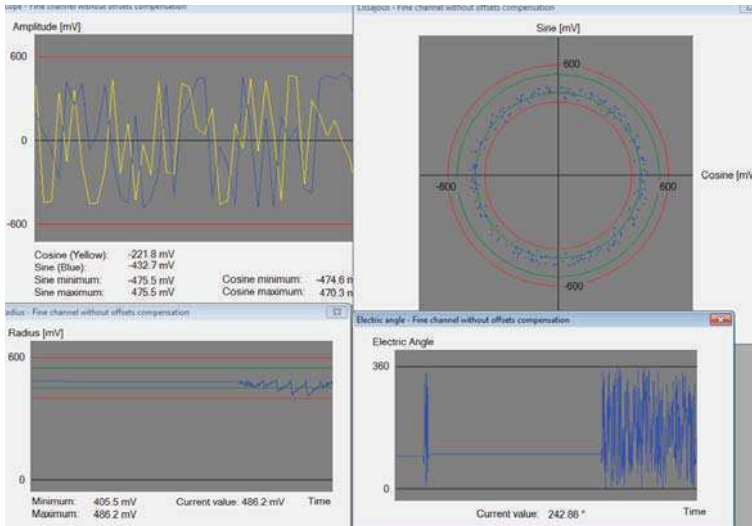 - Fine channel without offsets compensation
Amplitude [mV]
600
0
-600
Cosine (Yellow): -221.8 mV
Sine (Blue): -432.7 mV
Sine minimum: -475.5 mV Cosine minimum: -474.6
Sine maximum: 475.5 mV Cosine maximum: 470.3
Lissajous - Fine channel without offsets compensation
Sine [mV]
600
-600
600
Cosine [mV]
-600
- Fine channel without offsets compensation
Radius [mV]
600
0
Minimum: 405.5 mV Current value: 486.2 mV Time
Maximum: 486.2 mV
Electric angle - Fine channel without offsets compensation
Electric Angle
360
0
Current value: 242.86 ° Time